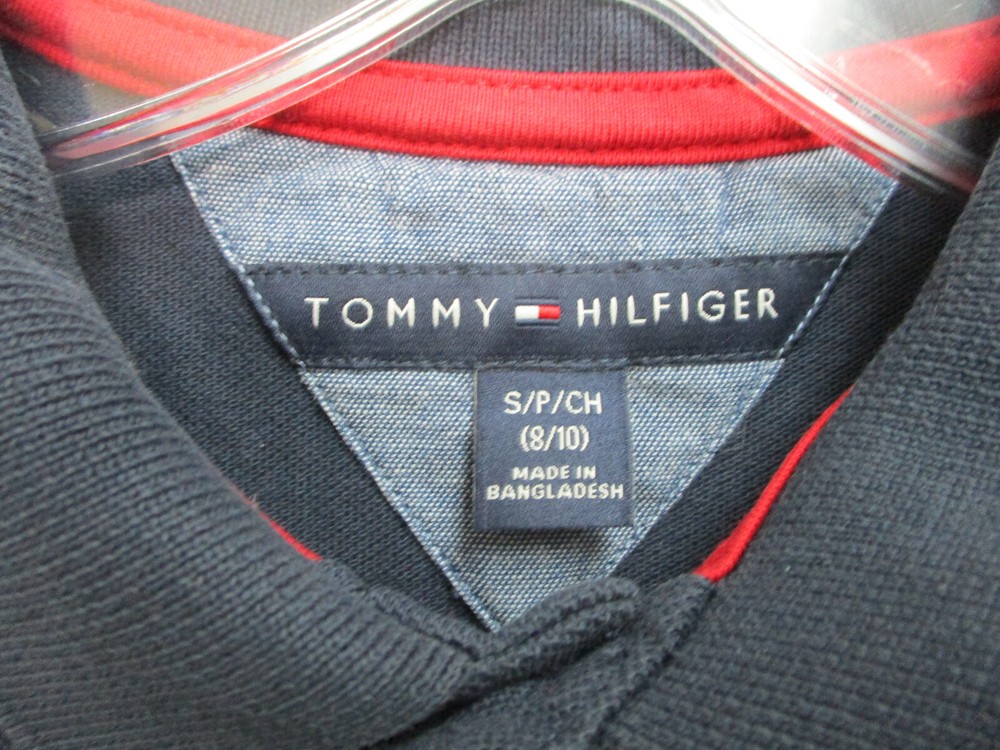 TOMMY HILFIGER
S/P/CH
(8/10)
MADE IN
BANGLADESH